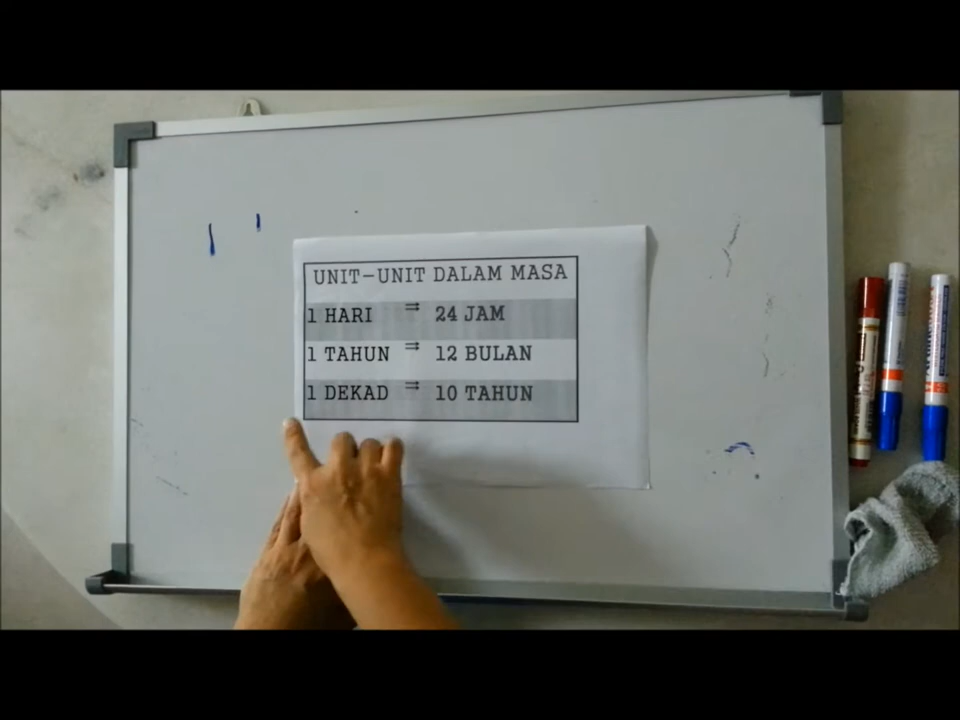 UNIT-UNIT DALAM MASA
1 HARI = 24 JAM
1 TAHUN = 12 BULAN
1 DEKAD = 10 TAHUN